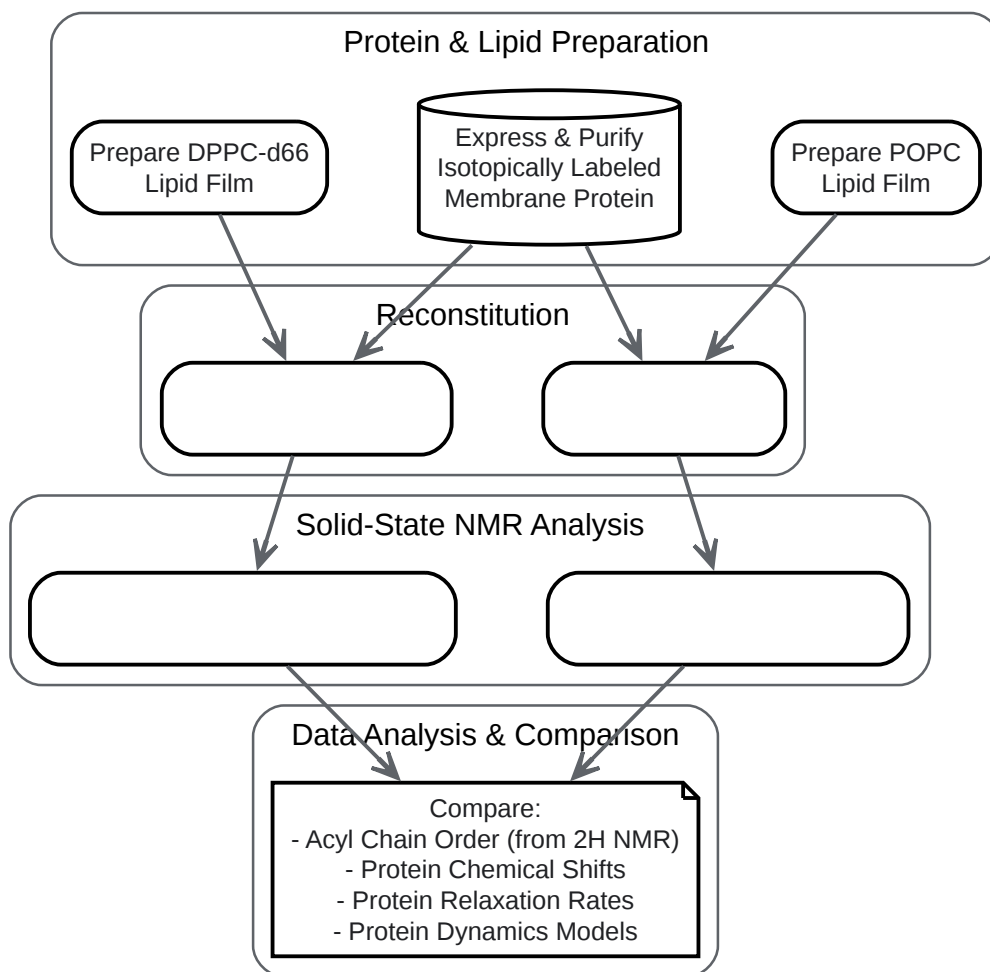 Protein & Lipid Preparation
Prepare DPPC-d66
Lipid Film
Express & Purify
Isotopically Labeled
Membrane Protein
Prepare POPC
Lipid Film
Reconstitution
Solid-State NMR Analysis
Data Analysis & Comparison
Compare:
- Acyl Chain Order (from 2H NMR)
- Protein Chemical Shifts
- Protein Relaxation Rates
- Protein Dynamics Models